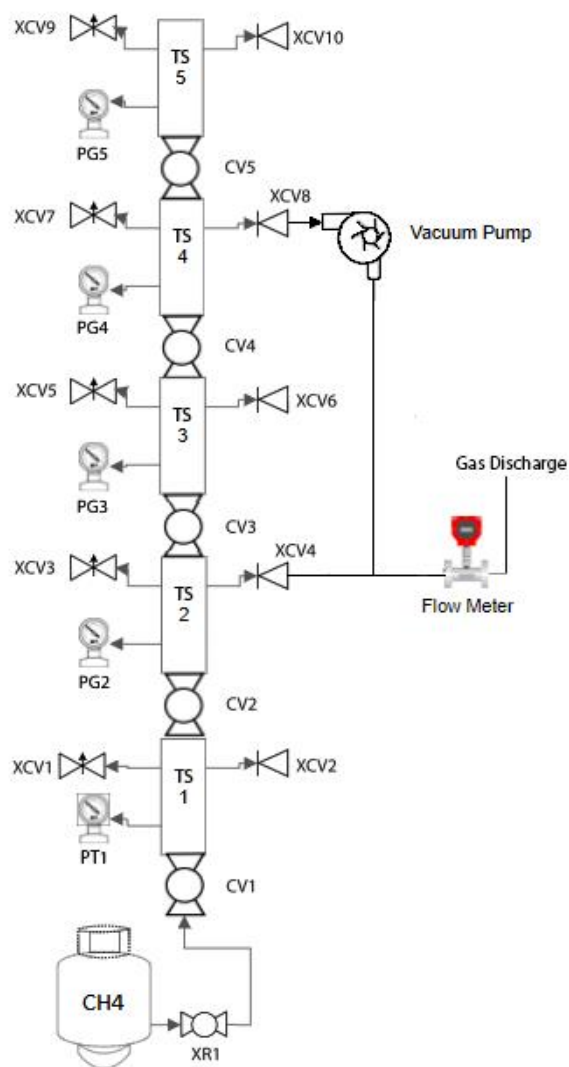 XCV9
XCV10
TS
5
PG5
CV5
XCV8
XCV7
Vacuum Pump
TS
4
PG4
CV4
XCV5
XCV6
TS
3
Gas Discharge
PG3
CV3
XCV4
XCV3
TS
2
Flow Meter
PG2
CV2
XCV1
XCV2
TS
1
PT1
CV1
CH4
XR1